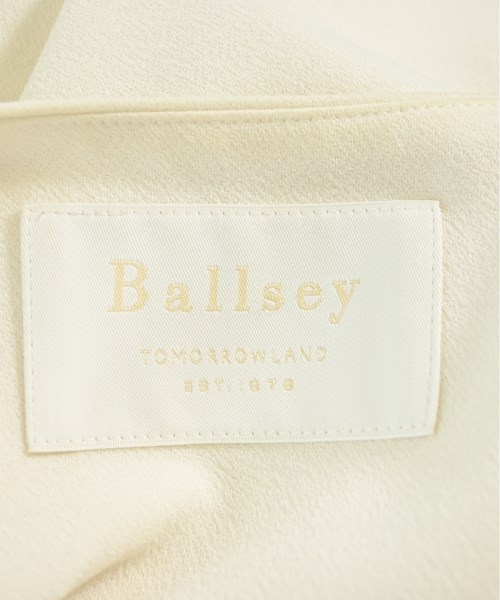 Ballsey
TOMORROWLAND
EST. 1978